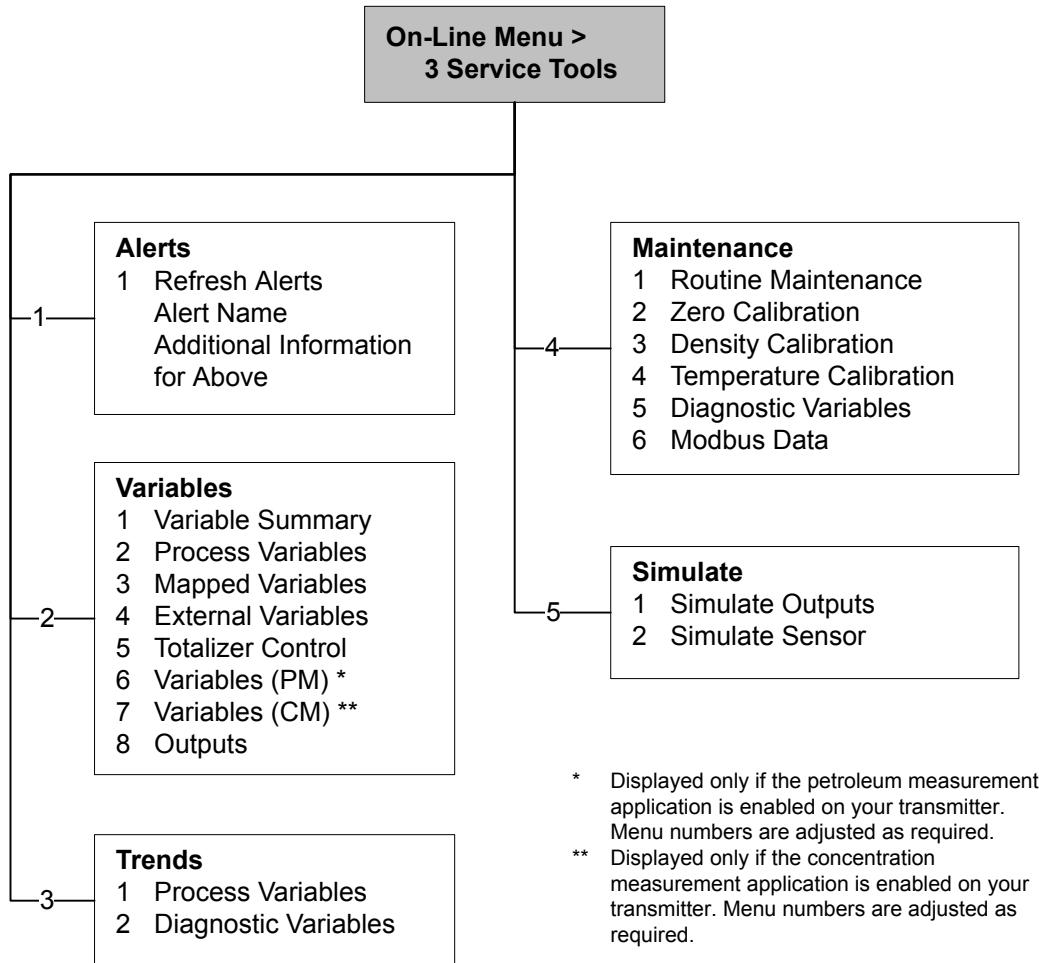 On-Line Menu >
3 Service Tools
1
Alerts
1 Refresh Alerts
Alert Name
Additional Information
for Above
2
Variables
1 Variable Summary
2 Process Variables
3 Mapped Variables
4 External Variables
5 Totalizer Control
6 Variables (PM) *
7 Variables (CM) **
8 Outputs
3
Trends
1 Process Variables
2 Diagnostic Variables
4
Maintenance
1 Routine Maintenance
2 Zero Calibration
3 Density Calibration
4 Temperature Calibration
5 Diagnostic Variables
6 Modbus Data
5
Simulate
1 Simulate Outputs
2 Simulate Sensor
* Displayed only if the petroleum measurement
application is enabled on your transmitter.
Menu numbers are adjusted as required.
** Displayed only if the concentration
measurement application is enabled on your
transmitter. Menu numbers are adjusted as
required.